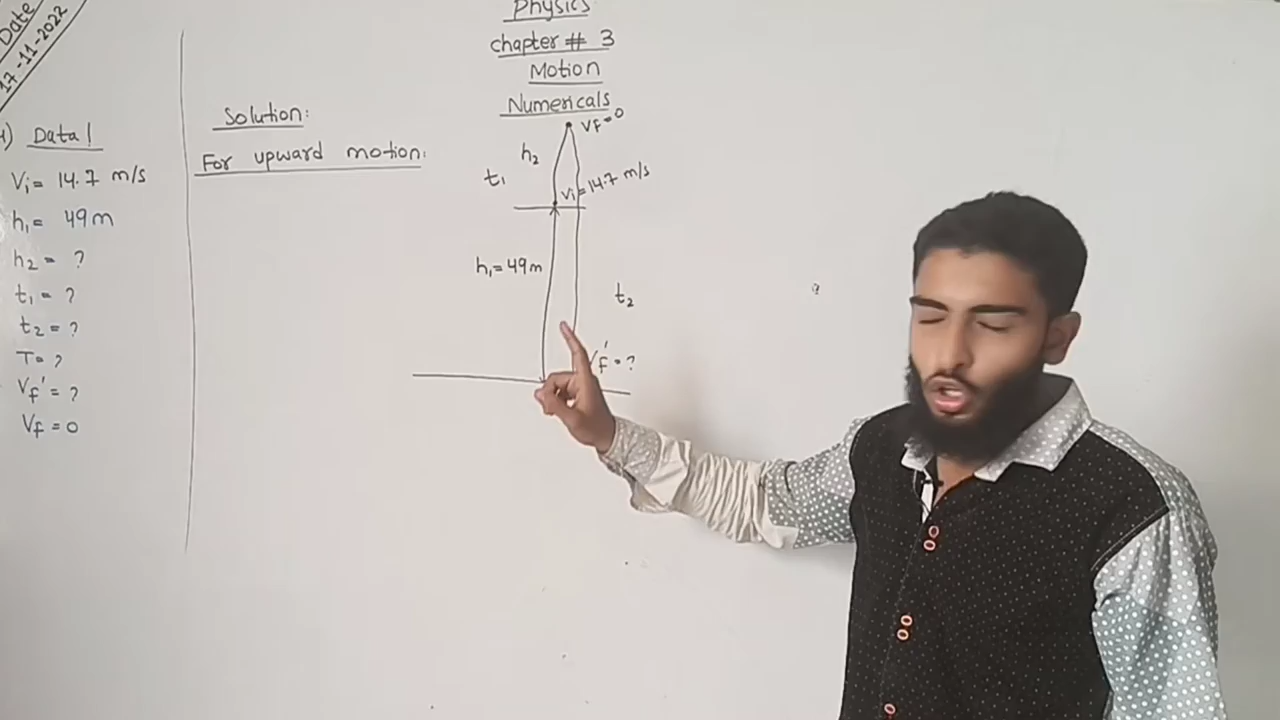 Date
17-11-2022
Physics
chapter # 3
Motion
Numericals
) Data!
Vi = 14.7 m/s
h1 = 49m
h2 = ?
t1 = ?
t2 = ?
T = ?
Vf' = ?
Vf = 0
Solution:
For upward motion:
Vf = 0
h2
t1
Vi = 14.7 m/s
h1 = 49m
t2
Vf' = ?